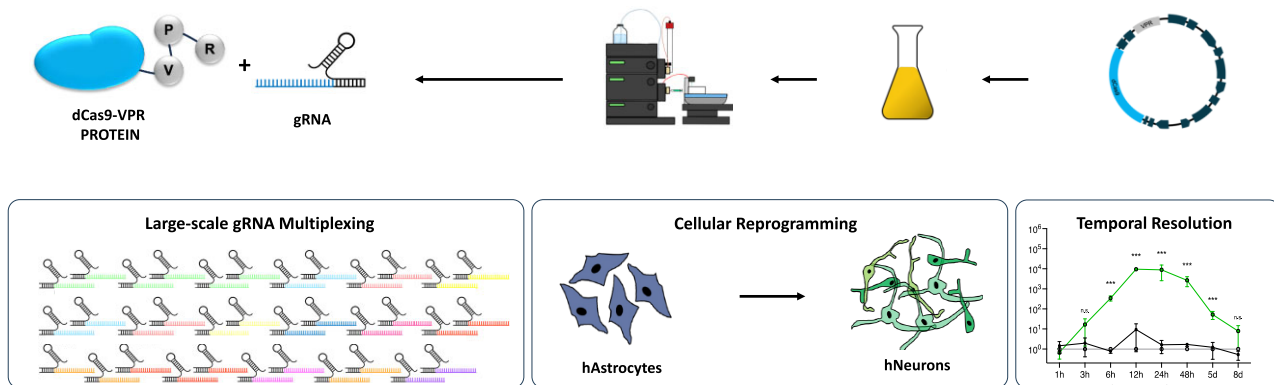 P
R
V
+
dCas9-VPR
PROTEIN
gRNA
VPR
dCas9
Large-scale gRNA Multiplexing
Cellular Reprogramming
hAstrocytes
hNeurons
Temporal Resolution
10⁶
10⁵
10⁴
10³
10²
10¹
10⁰
n.s.
***
***
***
***
***
n.s.
1h 3h 6h 12h 24h 48h 5d 8d